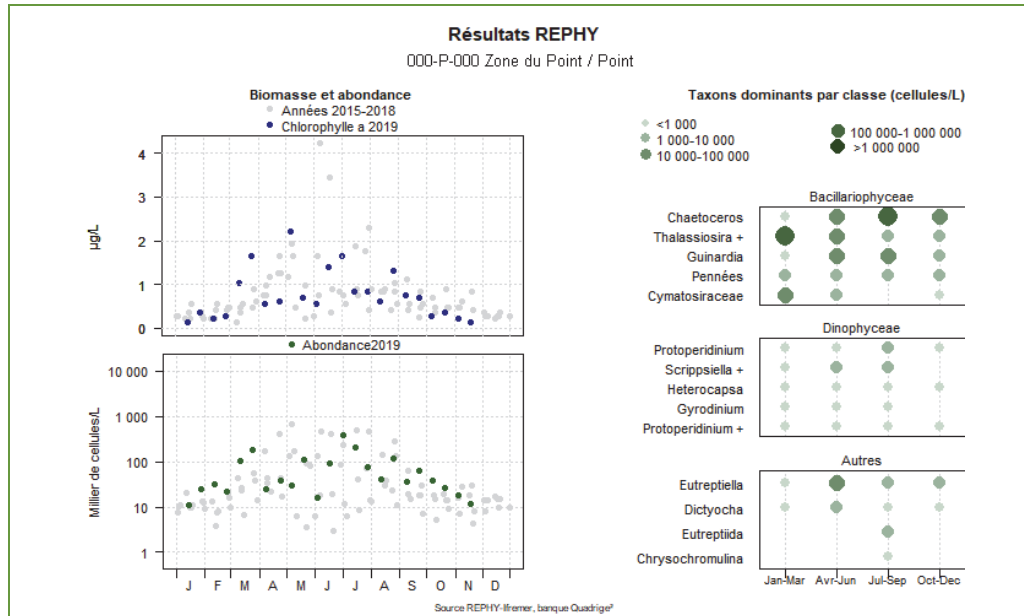 Résultats REPHY
000-P-000 Zone du Point / Point
Biomasse et abondance
Années 2015-2018
Chlorophylle a 2019
µg/L
4
3
2
1
0
Abondance2019
Millier de cellules/L
10 000
1 000
100
10
1
J F M A M J J A S O N D
Taxons dominants par classe (cellules/L)
<1 000
1 000-10 000
10 000-100 000
100 000-1 000 000
>1 000 000
Bacillariophyceae
Chaetoceros
Thalassiosira +
Guinardia
Pennées
Cymatosiraceae
Dinophyceae
Protoperidinium
Scrippsiella +
Heterocapsa
Gyrodinium
Protoperidinium +
Autres
Eutreptiella
Dictyocha
Eutreptiida
Chrysochromulina
Jan-Mar Avr-Jun Jul-Sep Oct-Dec
Source REPHY-Ifremer, banque Quadrige²